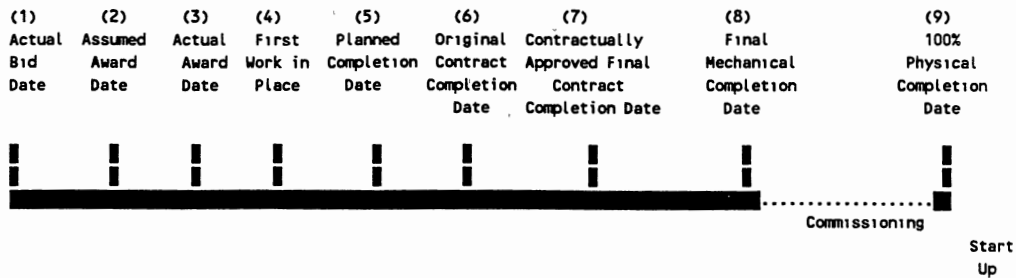 (1) (2) (3) (4) (5) (6) (7) (8) (9)
Actual Assumed Actual First Planned Original Contractually Final 100%
Bid Award Award Work in Completion Contract Approved Final Mechanical Physical
Date Date Date Place Date Completion Contract Completion Completion
Date Completion Date Date Date
Commissioning
Start
Up